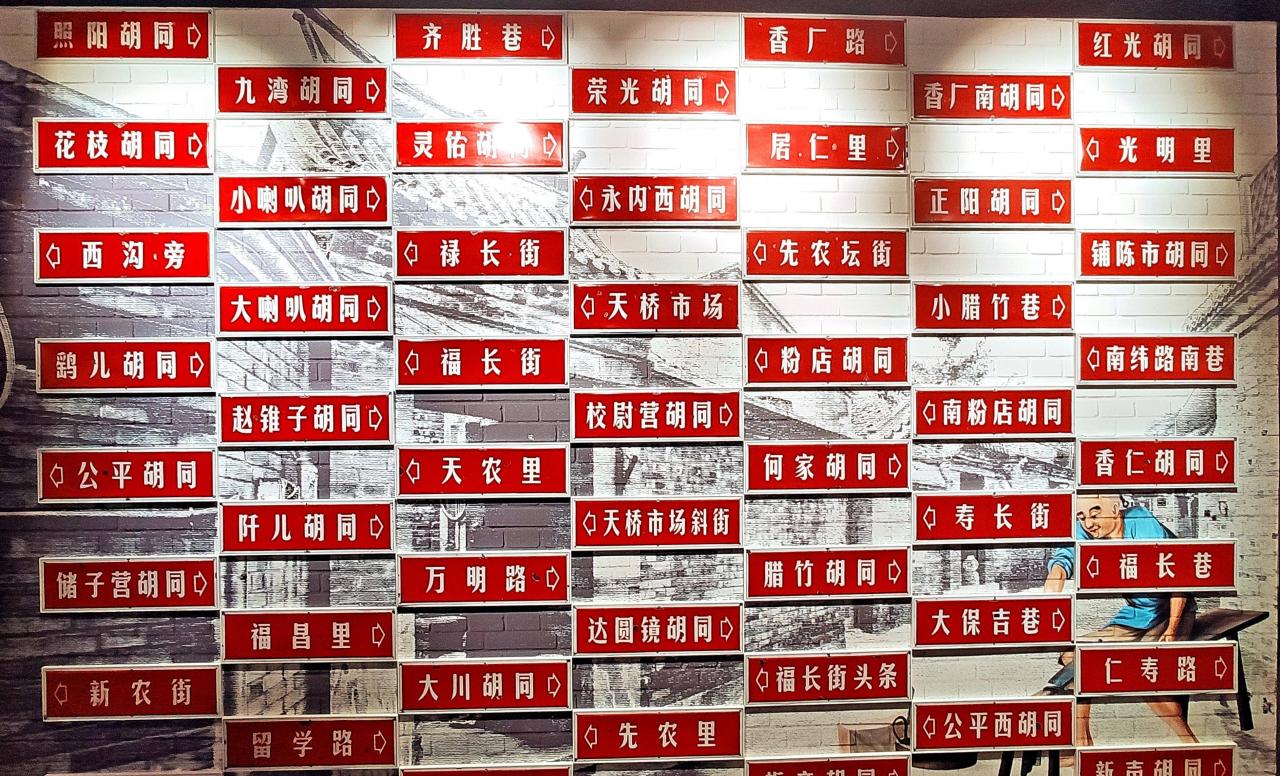 照阳胡同
齐胜巷
香厂路
红光胡同
九湾胡同
荣光胡同
香厂南胡同
花枝胡同
灵佑胡同
居仁里
光明里
小喇叭胡同
永内西胡同
正阳胡同
西沟旁
禄长街
先农坛街
铺陈市胡同
大喇叭胡同
天桥市场
小腊竹巷
鹞儿胡同
福长街
粉店胡同
南纬路南巷
赵锥子胡同
校尉营胡同
南粉店胡同
公平胡同
天农里
何家胡同
香仁胡同
阡儿胡同
天桥市场斜街
寿长街
储子营胡同
万明路
腊竹胡同
福长巷
福昌里
达圆镜胡同
大保吉巷
新农街
大川胡同
福长街头条
仁寿路
留学路
先农里
公平西胡同
新声胡同